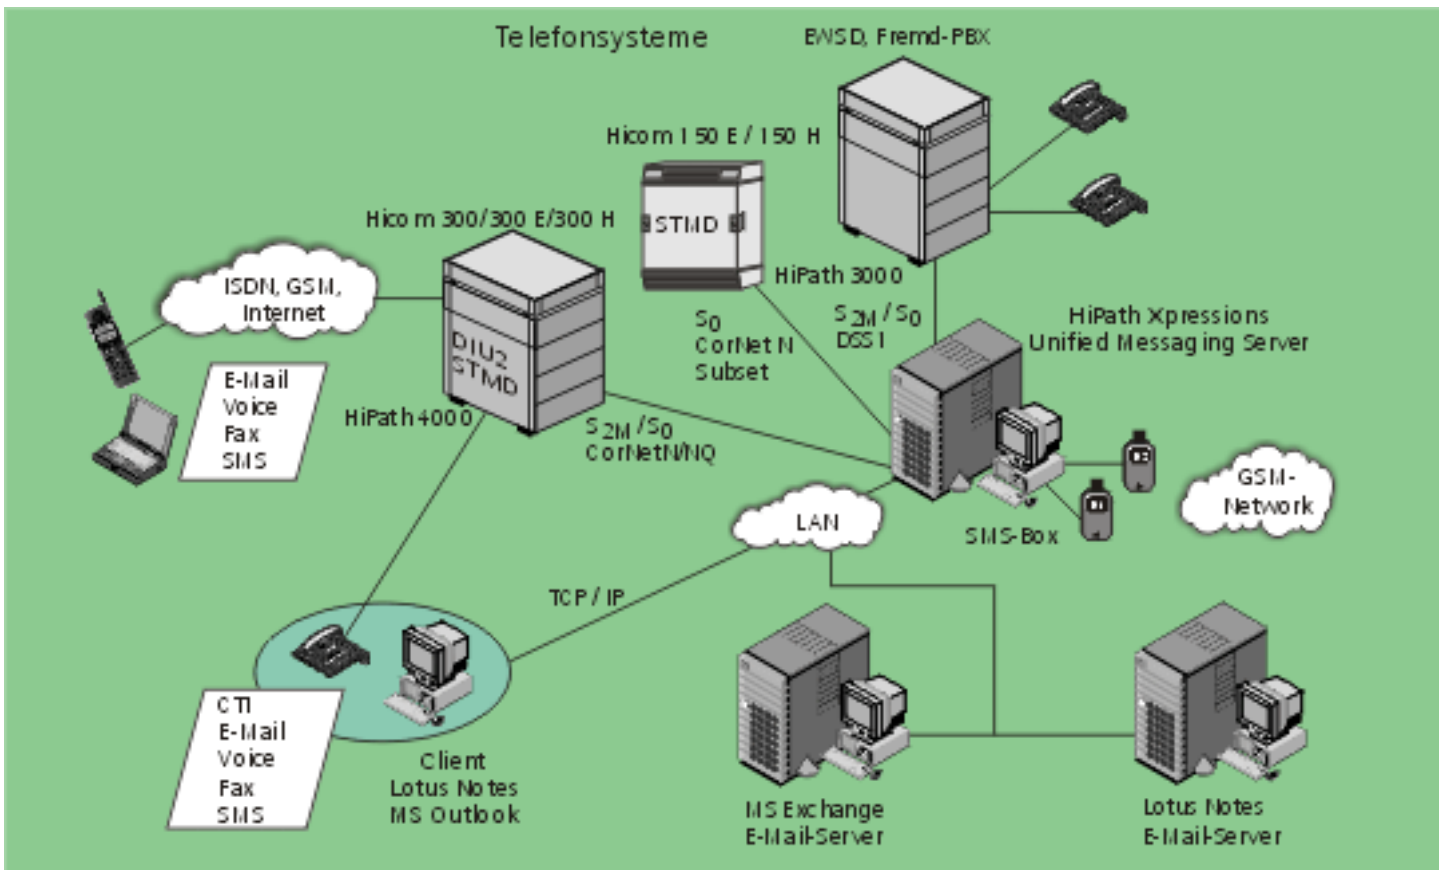 Telefonsysteme
EWSD, Fremd-PBX
Hicom 150 E / 150 H
STMD
Hicom 300/300 E/300 H
HiPath 3000
ISDN, GSM,
Internet
S0
CorNet N
Subset
S2M / S0
DSS1
HiPath Xpressions
Unified Messaging Server
DIU2
STMD
E-Mail
Voice
Fax
SMS
HiPath 4000
S2M / S0
CorNetN/NQ
GSM-
Network
LAN
SMS-Box
TCP / IP
CTI
E-Mail
Voice
Fax
SMS
Client
Lotus Notes
MS Outlook
MS Exchange
E-Mail-Server
Lotus Notes
E-Mail-Server